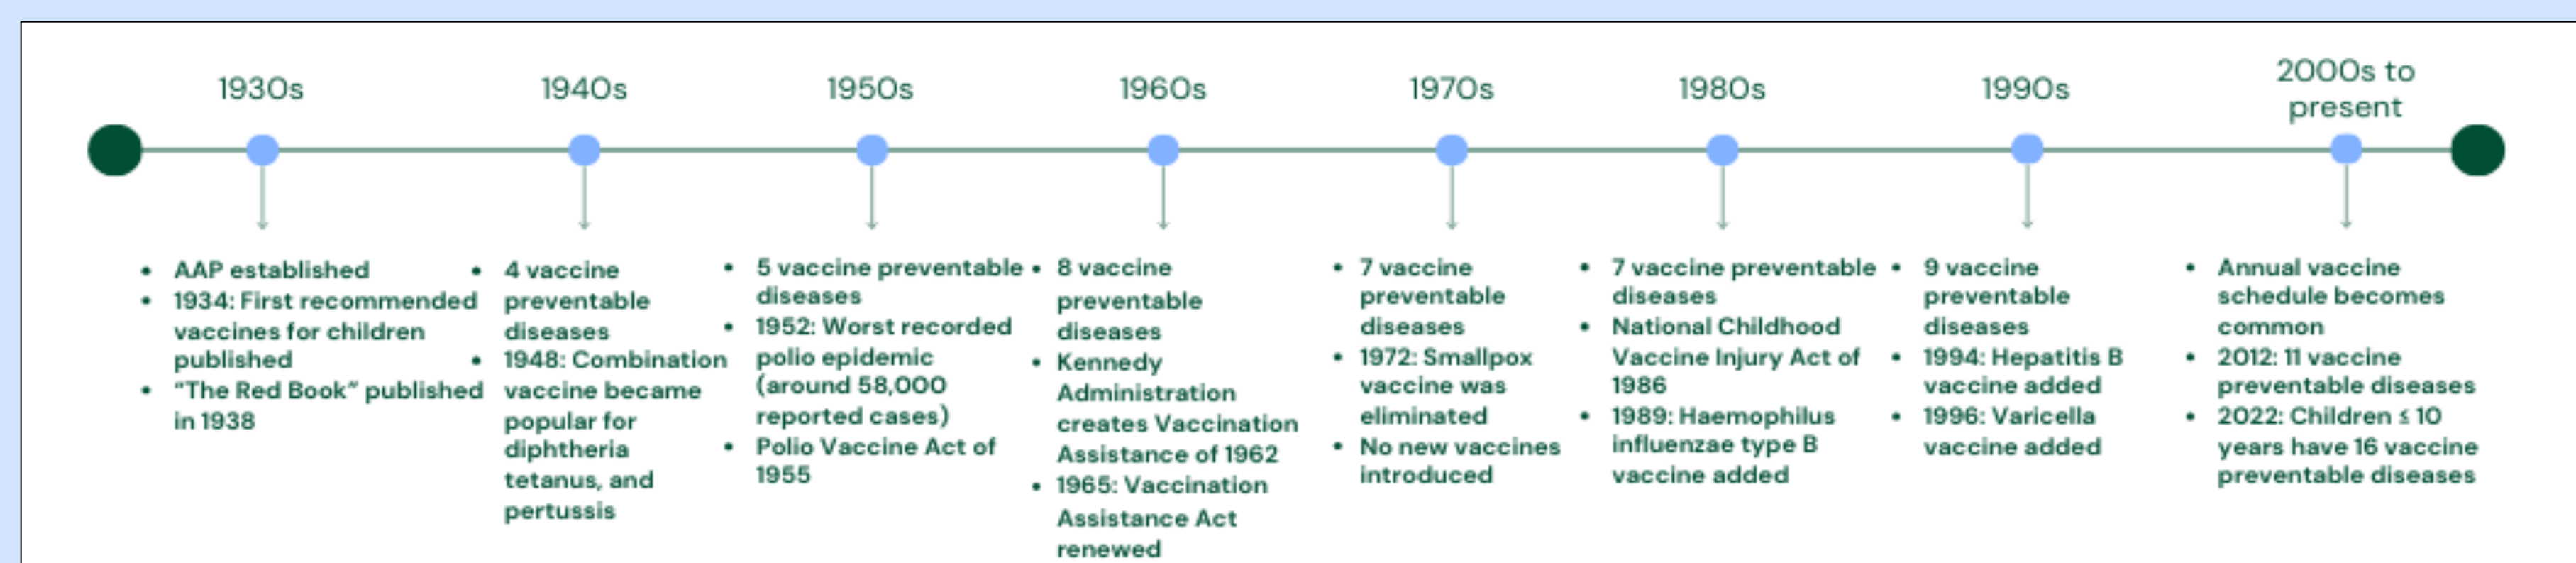 1930s
1940s
1950s
1960s
1970s
1980s
1990s
2000s to
present
• AAP established
• 1934: First recommended
vaccines for children
published
• “The Red Book” published
in 1938
• 4 vaccine
preventable
diseases
• 1948: Combination
vaccine became
popular for
diphtheria
tetanus, and
pertussis
• 5 vaccine preventable
diseases
• 1952: Worst recorded
polio epidemic
(around 58,000
reported cases)
• Polio Vaccine Act of
1955
• 8 vaccine
preventable
diseases
• Kennedy
Administration
creates Vaccination
Assistance of 1962
• 1965: Vaccination
Assistance Act
renewed
• 7 vaccine
preventable
diseases
• 1972: Smallpox
vaccine was
eliminated
• No new vaccines
introduced
• 7 vaccine preventable
diseases
• National Childhood
Vaccine Injury Act of
1986
• 1989: Haemophilus
influenzae type B
vaccine added
• 9 vaccine
preventable
diseases
• 1994: Hepatitis B
vaccine added
• 1996: Varicella
vaccine added
• Annual vaccine
schedule becomes
common
• 2012: 11 vaccine
preventable diseases
• 2022: Children ≤ 10
years have 16 vaccine
preventable diseases